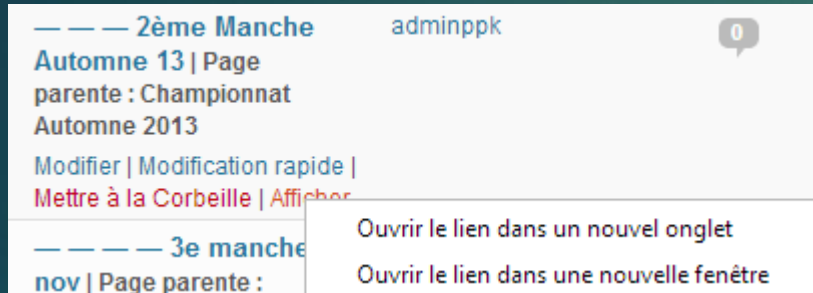 — — — 2ème Manche adminppk 0
Automne 13 | Page
parente : Championnat
Automne 2013
Modifier | Modification rapide |
Mettre à la Corbeille | Afficher
Ouvrir le lien dans un nouvel onglet
— — — — 3e manche
Ouvrir le lien dans une nouvelle fenêtre
nov | Page parente :